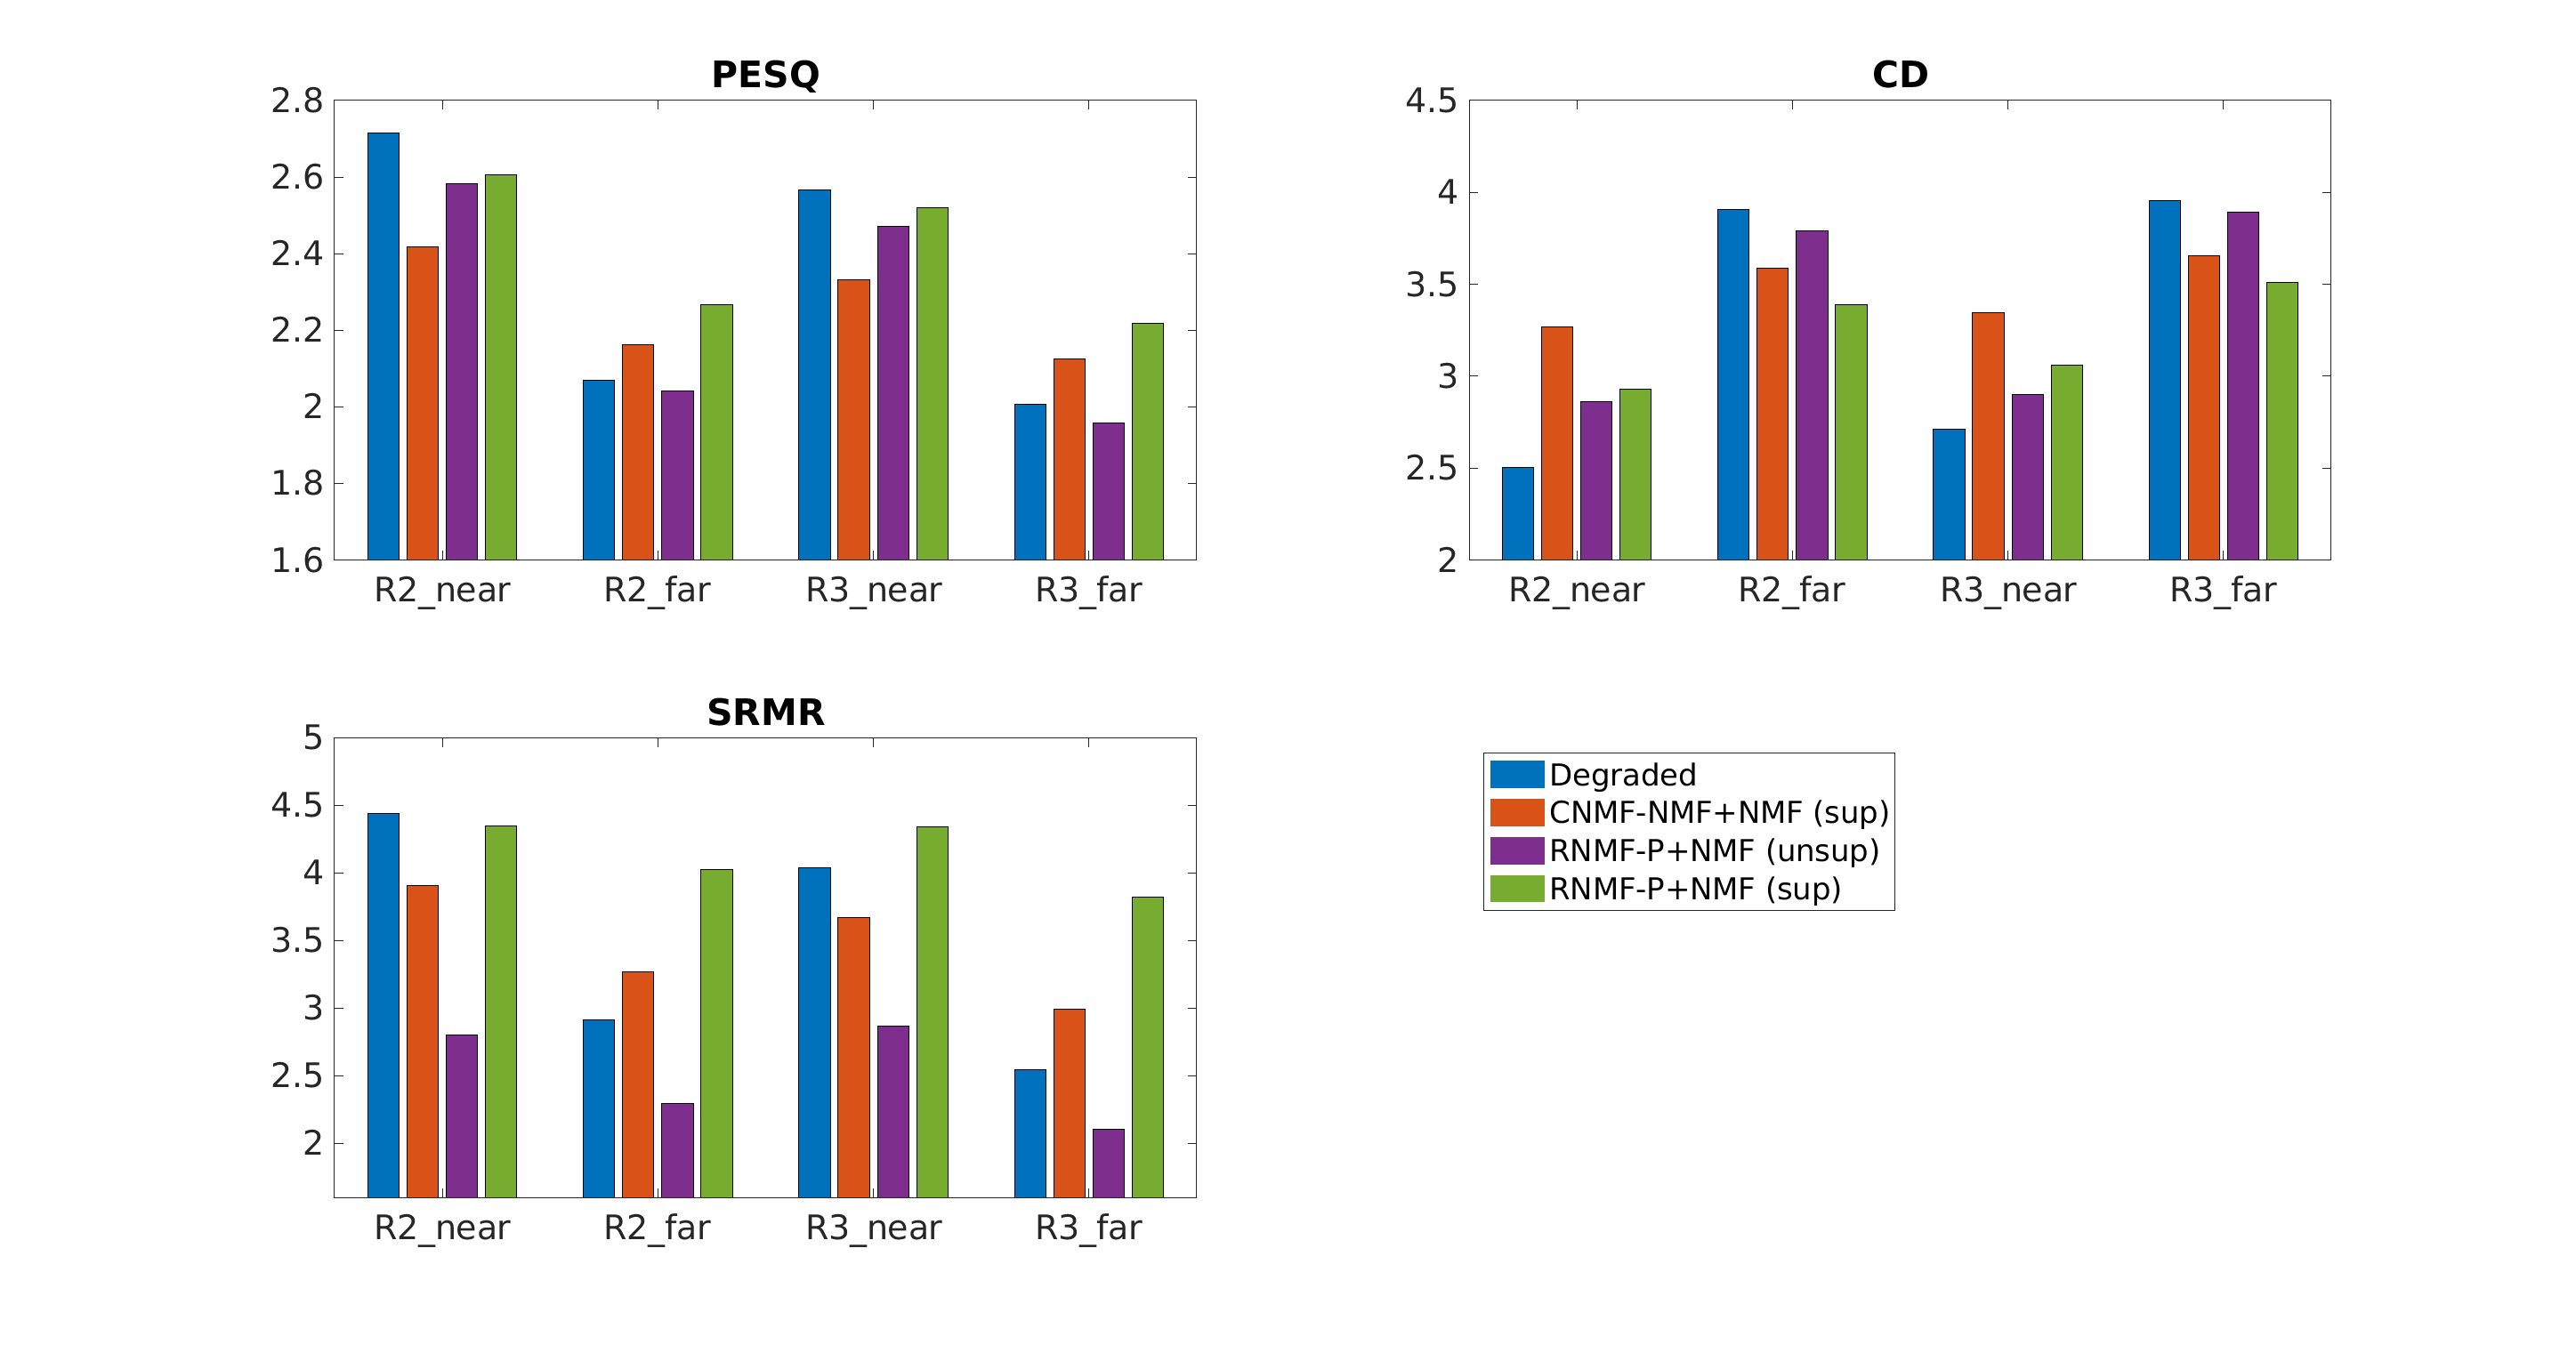 PESQ
2.8
2.6
2.4
2.2
2
1.8
1.6
R2_near R2_far R3_near R3_far
CD
4.5
4
3.5
3
2.5
2
R2_near R2_far R3_near R3_far
SRMR
5
4.5
4
3.5
3
2.5
2
R2_near R2_far R3_near R3_far
Degraded
CNMF-NMF+NMF (sup)
RNMF-P+NMF (unsup)
RNMF-P+NMF (sup)